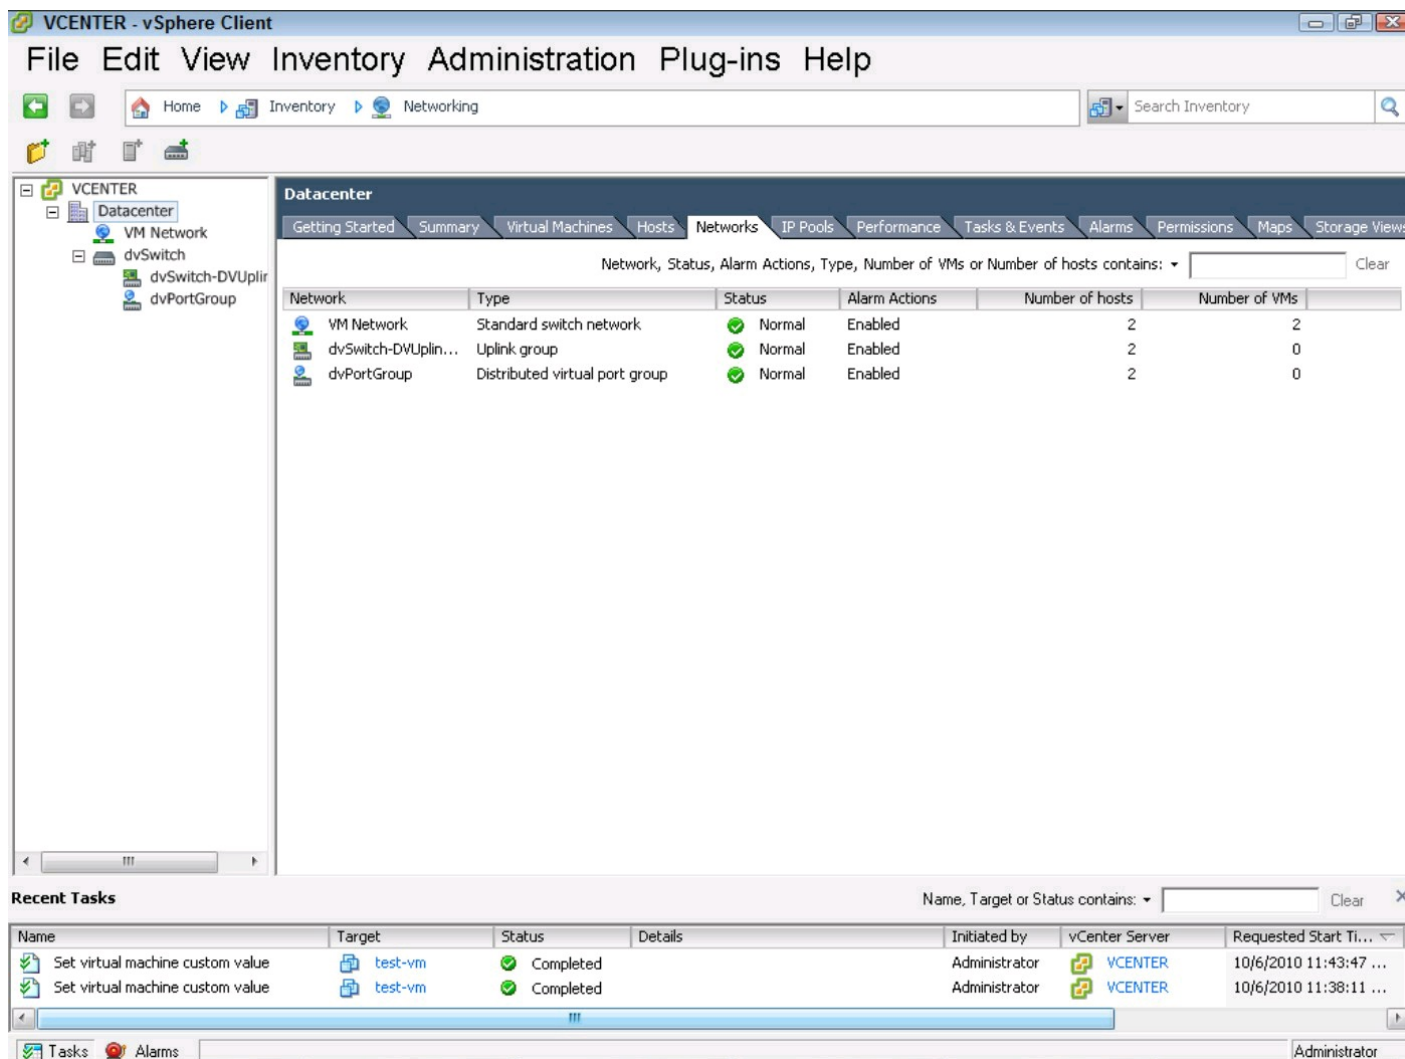 VCENTER - vSphere Client
File Edit View Inventory Administration Plug-ins Help
Home Inventory Networking Search Inventory
VCENTER
Datacenter
VM Network
dvSwitch
dvSwitch-DVUplin
dvPortGroup
Datacenter
Getting Started Summary Virtual Machines Hosts Networks IP Pools Performance Tasks & Events Alarms Permissions Maps Storage Views
Network, Status, Alarm Actions, Type, Number of VMs or Number of hosts contains: Clear
Network Type Status Alarm Actions Number of hosts Number of VMs
VM Network Standard switch network Normal Enabled 2 2
dvSwitch-DVUplin... Uplink group Normal Enabled 2 0
dvPortGroup Distributed virtual port group Normal Enabled 2 0
Recent Tasks Name, Target or Status contains: Clear
Name Target Status Details Initiated by vCenter Server Requested Start Ti...
Set virtual machine custom value test-vm Completed Administrator VCENTER 10/6/2010 11:43:47 ...
Set virtual machine custom value test-vm Completed Administrator VCENTER 10/6/2010 11:38:11 ...
Tasks Alarms Administrator